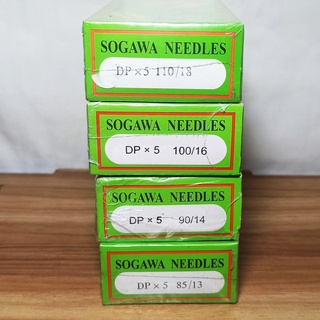 SOGAWA NEEDLES
DP × 5 110/18
SOGAWA NEEDLES
DP × 5 100/16
SOGAWA NEEDLES
DP × 5 90/14
SOGAWA NEEDLES
DP × 5 85/13